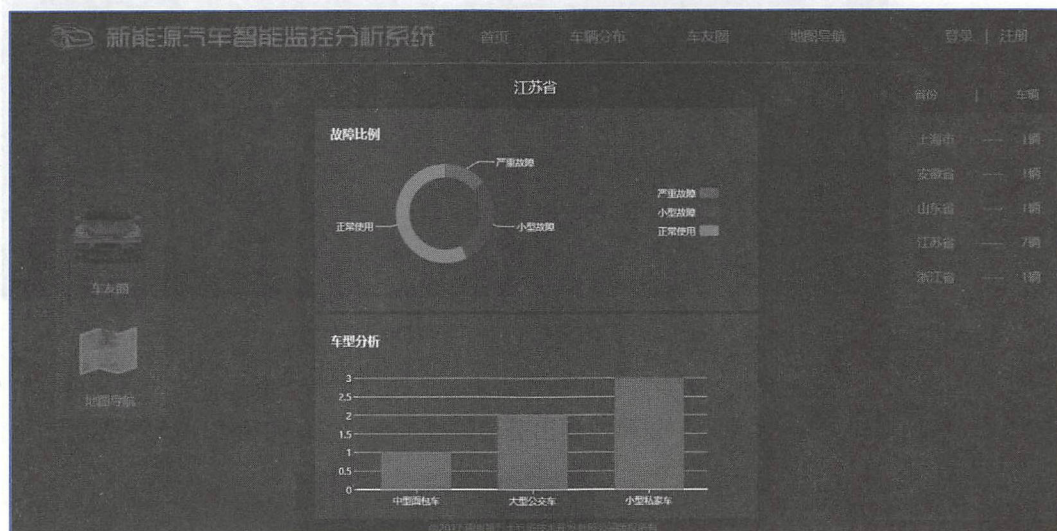 新能源汽车智能监控分析系统 首页 车辆分布 车友圈 地图导航 登录 | 注册
江苏省
省份 | 车辆
故障比例
严重故障
正常使用
小型故障
严重故障
小型故障
正常使用
上海市 1辆
安徽省 1辆
山东省 1辆
江苏省 7辆
浙江省 1辆
车友圈
地图导航
车型分析
3
2.5
2
1.5
1
0.5
0
中型面包车 大型公交车 小型私家车